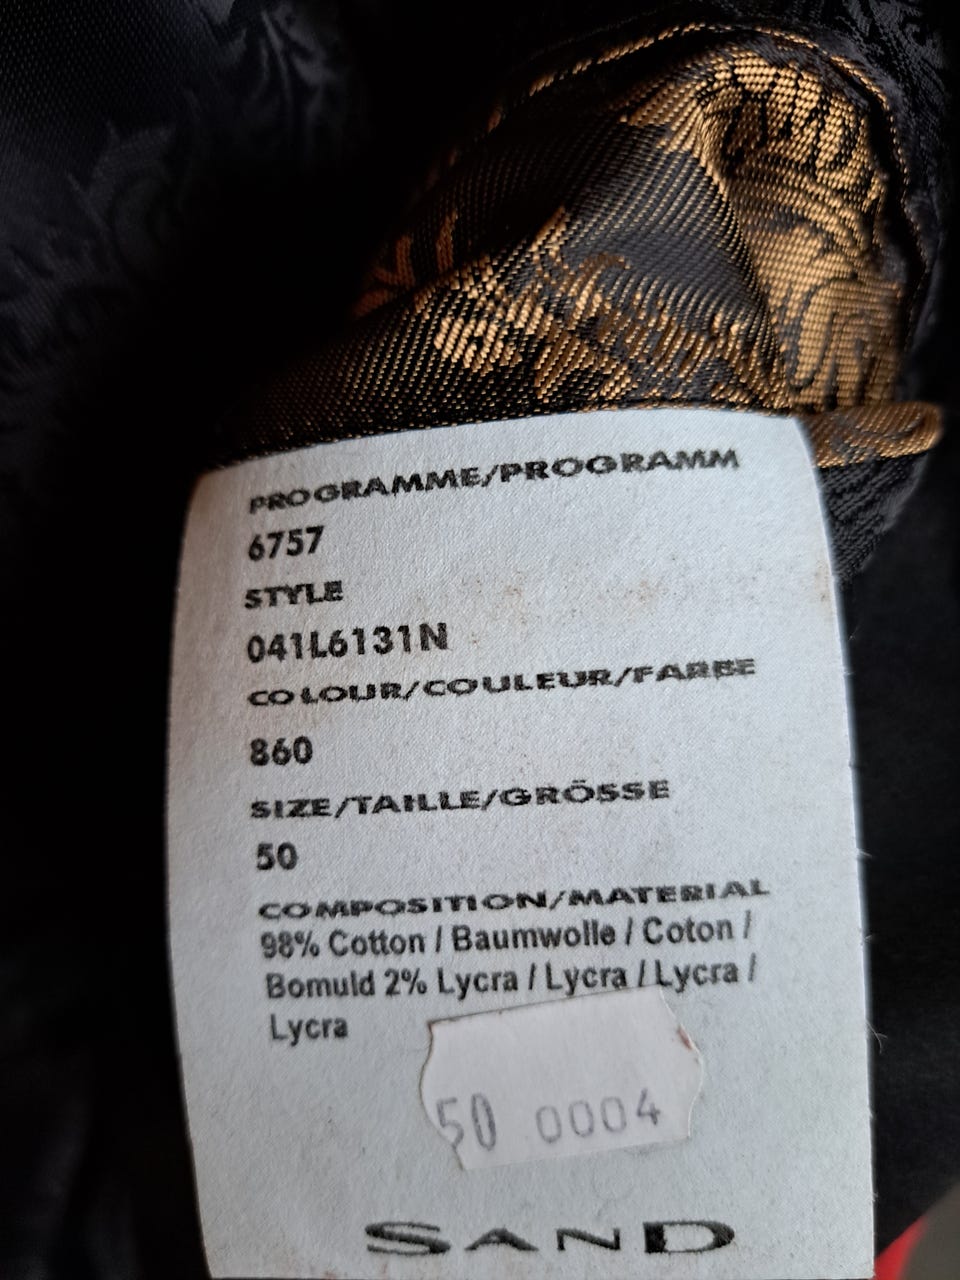 PROGRAMME/PROGRAMM
6757
STYLE
041L6131N
COLOUR/COULEUR/FARBE
860
SIZE/TAILLE/GRÖSSE
50
COMPOSITION/MATERIAL
98% Cotton / Baumwolle / Coton /
Bomuld 2% Lycra / Lycra / Lycra /
Lycra
50 0004
SAND